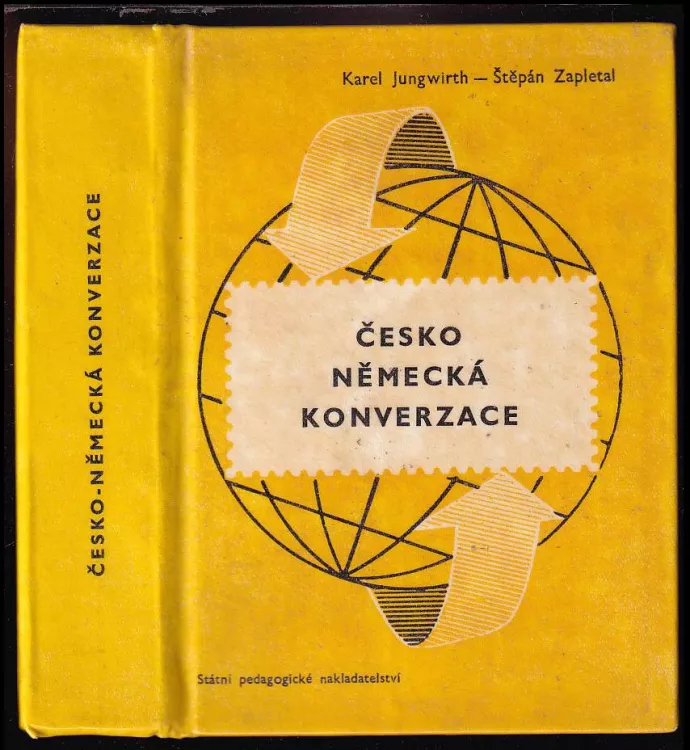 ČESKO-NĚMECKÁ KONVERZACE
Karel Jungwirth — Štěpán Zapletal
ČESKO
NĚMECKÁ
KONVERZACE
Státní pedagogické nakladatelství